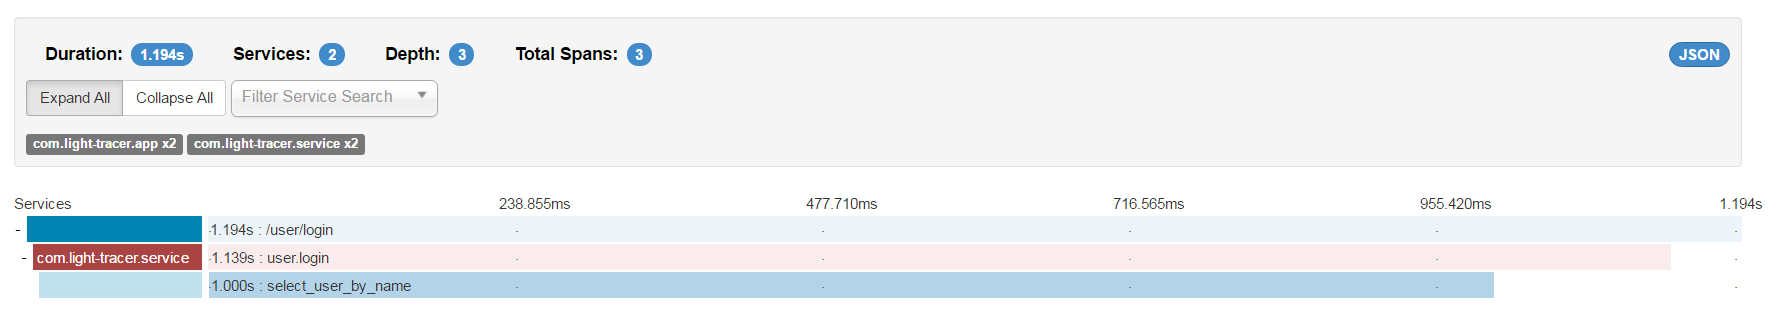 Duration: 1.194s Services: 2 Depth: 3 Total Spans: 3 JSON
Expand All Collapse All Filter Service Search
com.light-tracer.app x2 com.light-tracer.service x2
Services 238.855ms 477.710ms 716.565ms 955.420ms 1.194s
- 1.194s : /user/login
- com.light-tracer.service 1.139s : user.login
1.000s : select_user_by_name